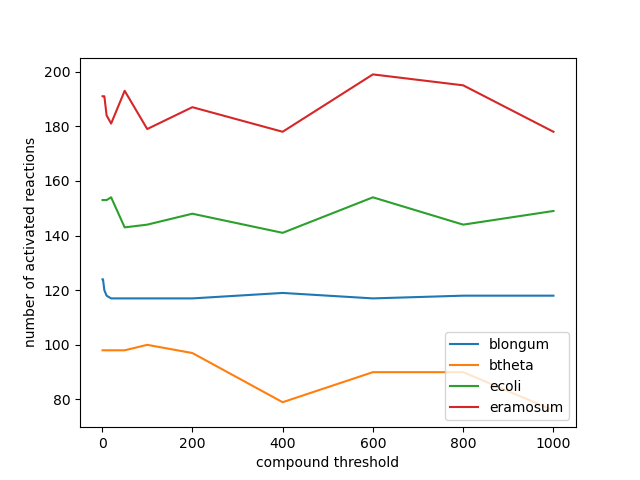 number of activated reactions
200
180
160
140
120
100
80
0
200
400
600
800
1000
compound threshold
blongum
btheta
ecoli
eramosum